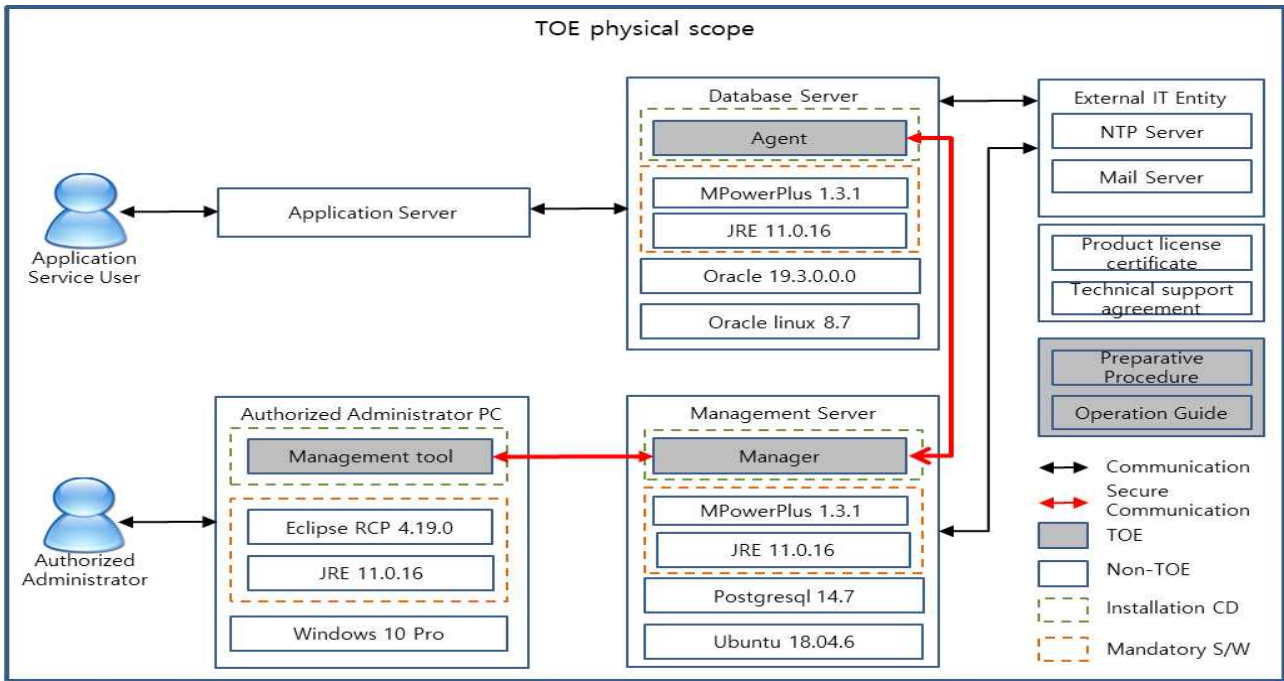 TOE physical scope
Database Server
Agent
MPowerPlus 1.3.1
JRE 11.0.16
Oracle 19.3.0.0.0
Oracle linux 8.7
External IT Entity
NTP Server
Mail Server
Product license
certificate
Technical support
agreement
Preparative
Procedure
Operation Guide
Application
Service User
Application Server
Authorized Administrator PC
Management tool
Eclipse RCP 4.19.0
JRE 11.0.16
Windows 10 Pro
Authorized
Administrator
Management Server
Manager
MPowerPlus 1.3.1
JRE 11.0.16
Postgresql 14.7
Ubuntu 18.04.6
Communication
Secure
Communication
TOE
Non-TOE
Installation CD
Mandatory S/W